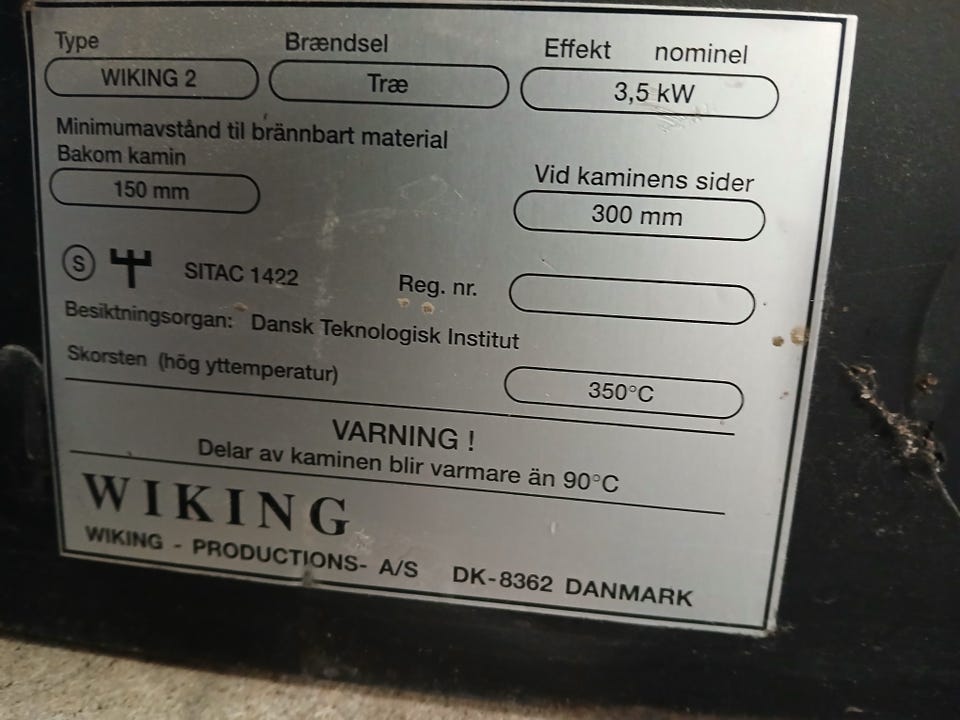 Type Brændsel Effekt nominel
WIKING 2 Træ 3,5 kW
Minimumavstånd til brännbart material
Bakom kamin Vid kaminens sider
150 mm 300 mm
S SITAC 1422 Reg. nr.
Besiktningsorgan: Dansk Teknologisk Institut
Skorsten (hög yttemperatur) 350°C
VARNING !
Delar av kaminen blir varmare än 90°C
WIKING
WIKING - PRODUCTIONS- A/S DK-8362 DANMARK